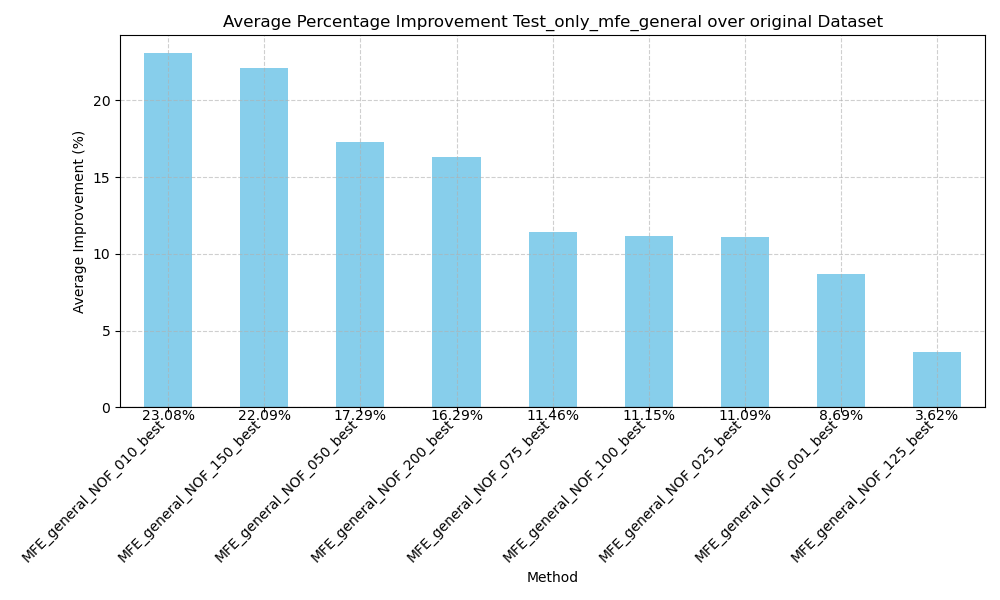 Average Percentage Improvement Test_only_mfe_general over original Dataset
Average Improvement (%)
20
15
10
5
0
23.08%
22.09%
17.29%
16.29%
11.46%
11.15%
11.09%
8.69%
3.62%
MFE_general_NOF_010_best
MFE_general_NOF_150_best
MFE_general_NOF_050_best
MFE_general_NOF_200_best
MFE_general_NOF_075_best
MFE_general_NOF_100_best
MFE_general_NOF_025_best
MFE_general_NOF_001_best
MFE_general_NOF_125_best
Method